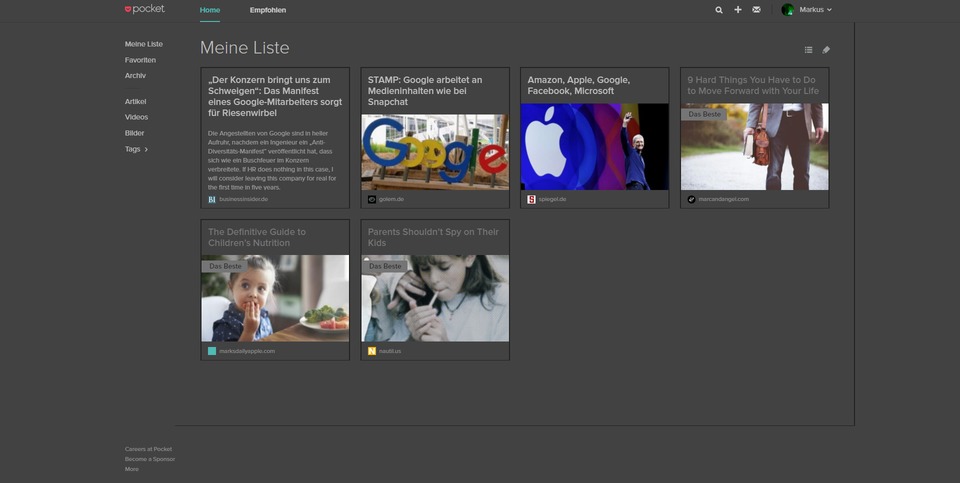 pocket
Home
Empfohlen
Markus
Meine Liste
Favoriten
Archiv
Artikel
Videos
Bilder
Tags
Meine Liste
„Der Konzern bringt uns zum
Schweigen“: Das Manifest
eines Google-Mitarbeiters sorgt
für Riesenwirbel
Die Angestellten von Google sind in heller
Aufruhr, nachdem ein Ingenieur ein „Anti-
Diversitäts-Manifest“ veröffentlicht hat, dass
sich wie ein Buschfeuer im Konzern
verbreitete. If HR does nothing in this case, I
will consider leaving this company for real for
the first time in five years.
BI
businessinsider.de
STAMP: Google arbeitet an
Medieninhalten wie bei
Snapchat
Google
golem.de
Amazon, Apple, Google,
Facebook, Microsoft
S
spiegel.de
9 Hard Things You Have to Do
to Move Forward with Your Life
Das Beste
marcandangel.com
The Definitive Guide to
Children's Nutrition
Das Beste
marksdailyapple.com
Parents Shouldn't Spy on Their
Kids
Das Beste
N
nautil.us
Careers at Pocket
Become a Sponsor
More